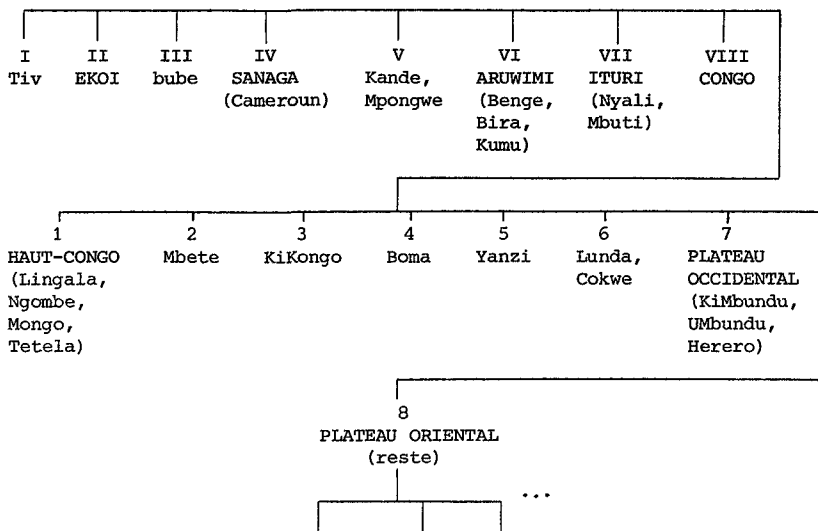 I II III IV V VI VII VIII
Tiv EKOI bube SANAGA Kande, ARUWIMI ITURI CONGO
(Cameroun) Mpongwe (Benge, (Nyali,
Bira, Mbuti)
Kumu)
1 2 3 4 5 6 7
HAUT-CONGO Mbete KiKongo Boma Yanzi Lunda, PLATEAU
(Lingala, Cokwe OCCIDENTAL
Ngombe, (KiMbundu,
Mongo, UMbundu,
Tetela) Herero)
8
PLATEAU ORIENTAL
(reste)
...